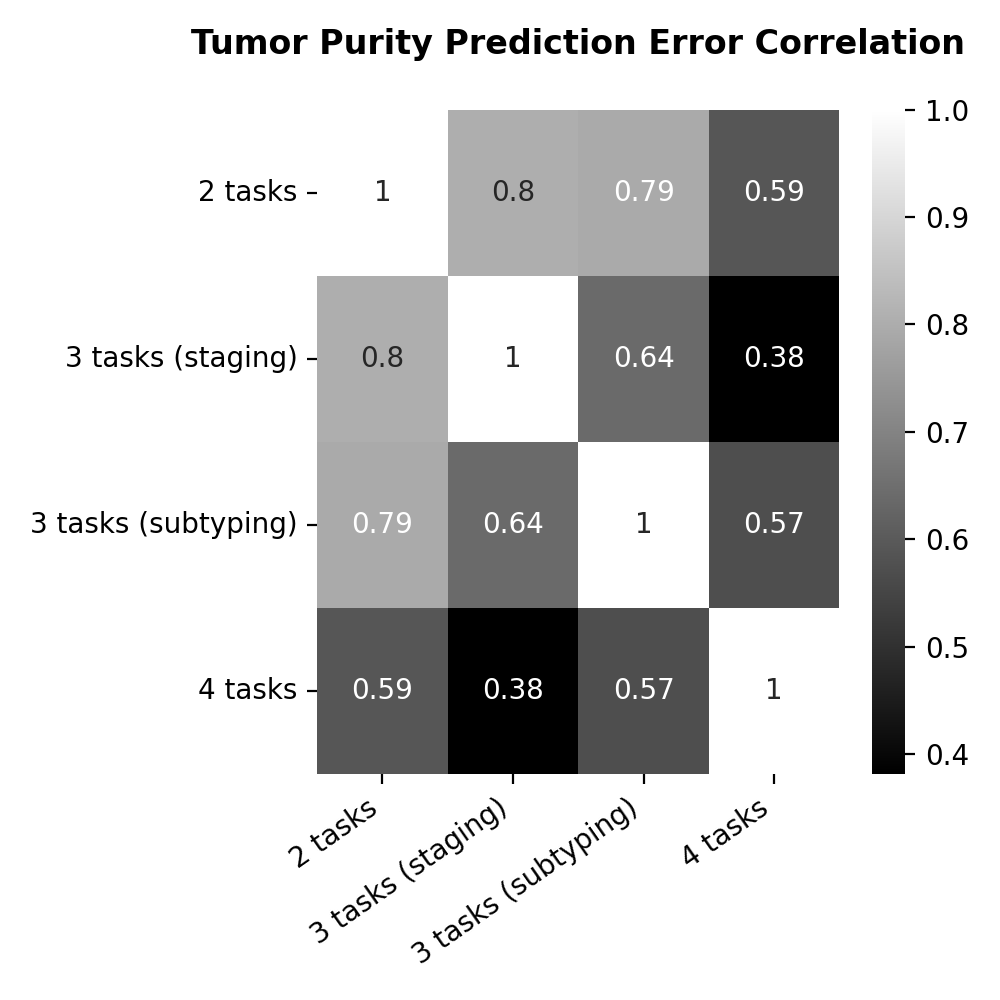 Tumor Purity Prediction Error Correlation
2 tasks
1
0.8
0.79
0.59
3 tasks (staging)
0.8
1
0.64
0.38
3 tasks (subtyping)
0.79
0.64
1
0.57
4 tasks
0.59
0.38
0.57
1
2 tasks
3 tasks (staging)
3 tasks (subtyping)
4 tasks
1.0
0.9
0.8
0.7
0.6
0.5
0.4